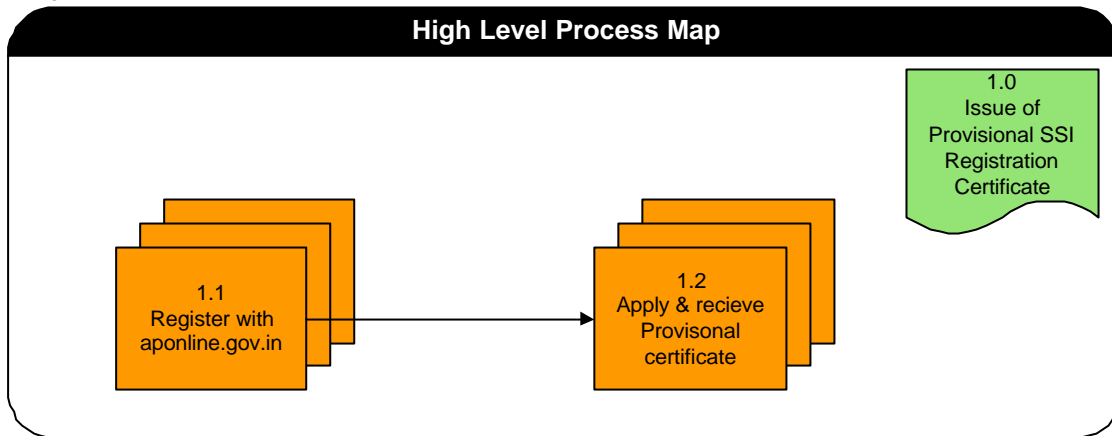 High Level Process Map
1.0
Issue of
Provisional SSI
Registration
Certificate
1.1
Register with
aponline.gov.in
1.2
Apply & recieve
Provisonal
certificate